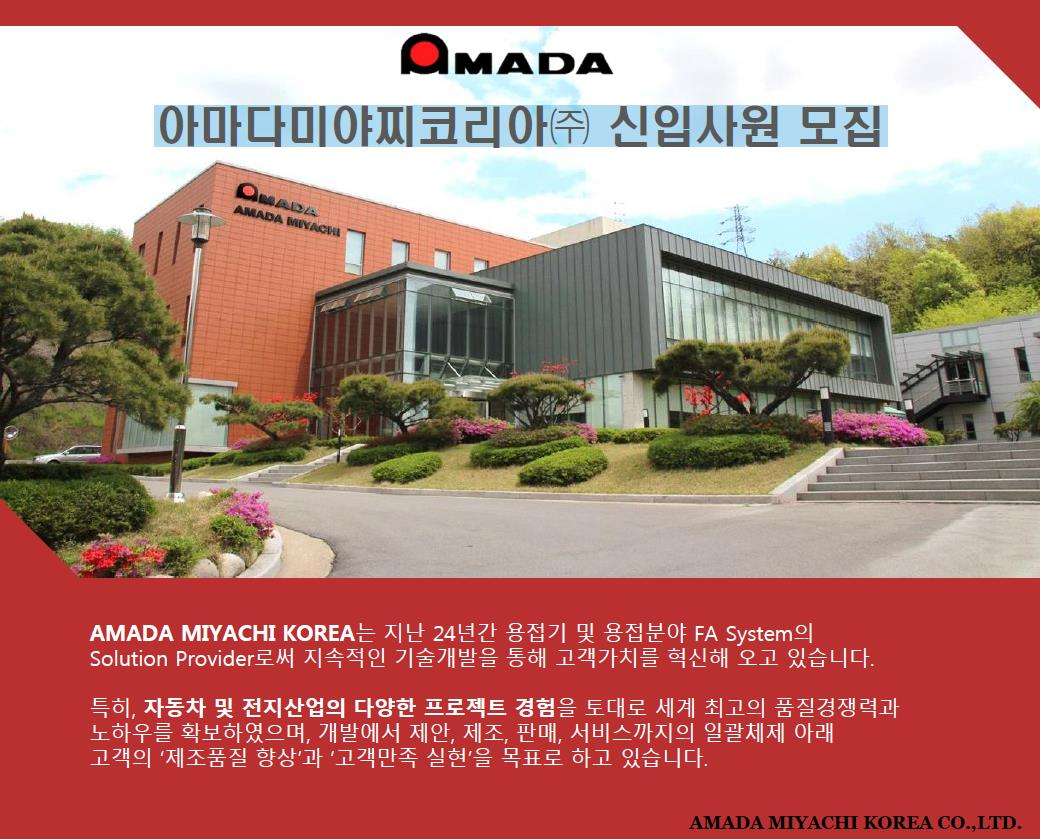 AMADA
아마다미야찌코리아㈜ 신입사원 모집
AMADA
AMADA MIYACHI
AMADA MIYACHI KOREA는 지난 24년간 용접기 및 용접분야 FA System의
Solution Provider로써 지속적인 기술개발을 통해 고객가치를 혁신해 오고 있습니다.
특히, 자동차 및 전지산업의 다양한 프로젝트 경험을 토대로 세계 최고의 품질경쟁력과
노하우를 확보하였으며, 개발에서 제안, 제조, 판매, 서비스까지의 일괄체제 아래
고객의 ‘제조품질 향상’과 ‘고객만족 실현’을 목표로 하고 있습니다.
AMADA MIYACHI KOREA CO.,LTD.